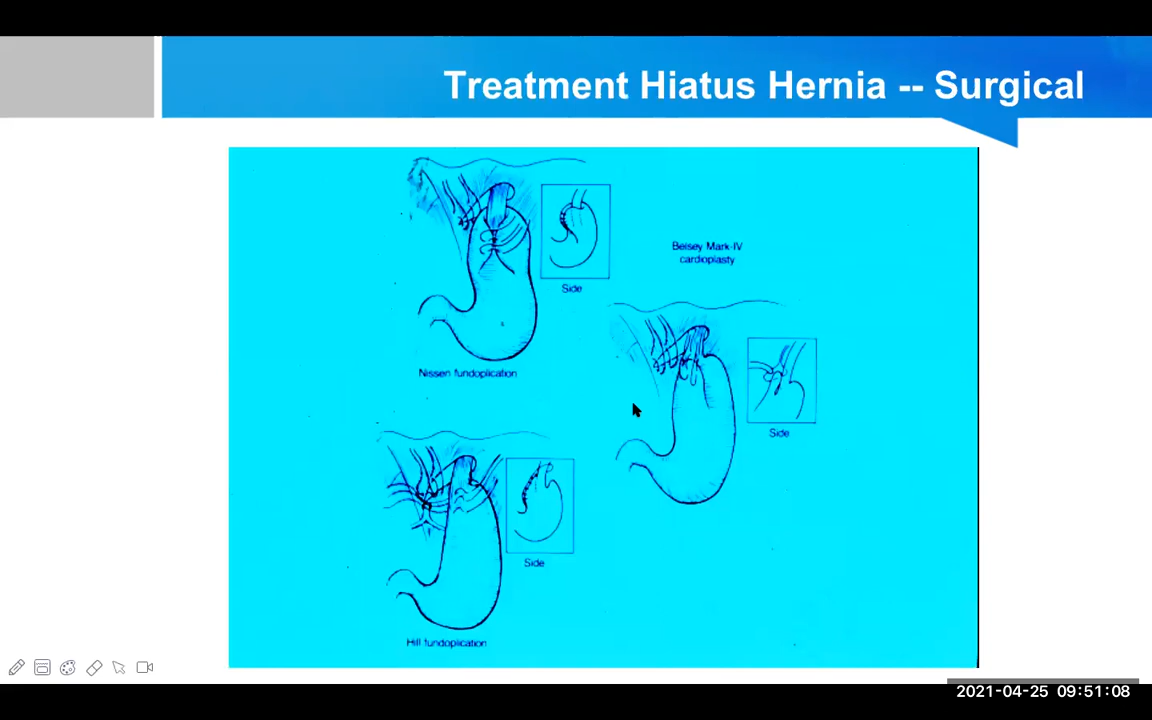 Treatment Hiatus Hernia -- Surgical
Side
Belsey Mark-IV
cardioplasty
Nissen fundoplication
Side
Side
Hill fundoplication
2021-04-25 09:51:08